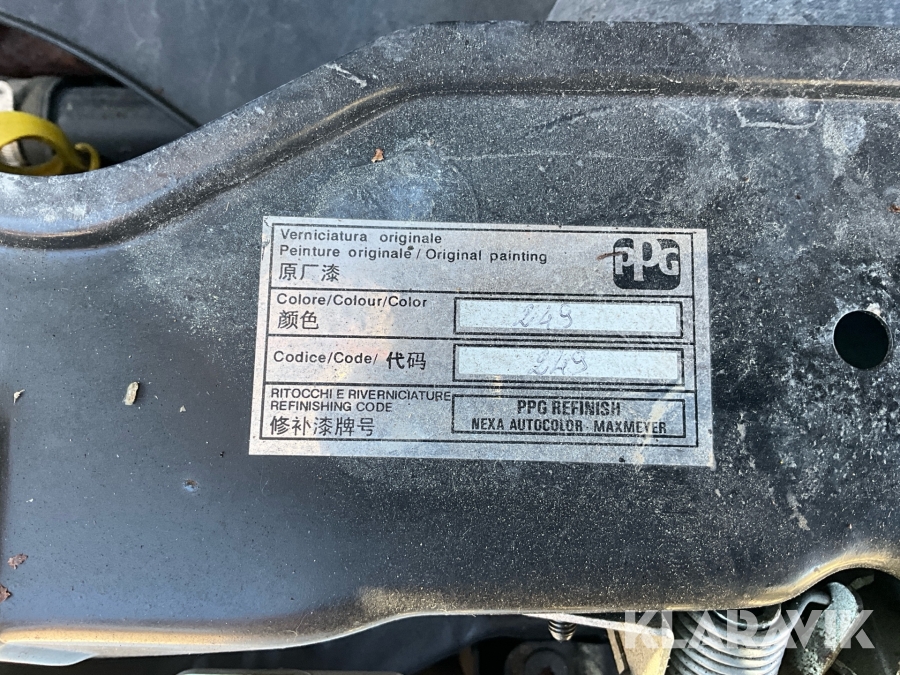 Verniciatura originale
Peinture originale / Original painting
原厂漆
PPG
Colore/Colour/Color
颜色
249
Codice/Code/ 代码
249
RITOCCHI E RIVERNICIATURE
REFINISHING CODE
修补漆牌号
PPG REFINISH
NEXA AUTOCOLOR - MAXMEYER
KLARAVIK